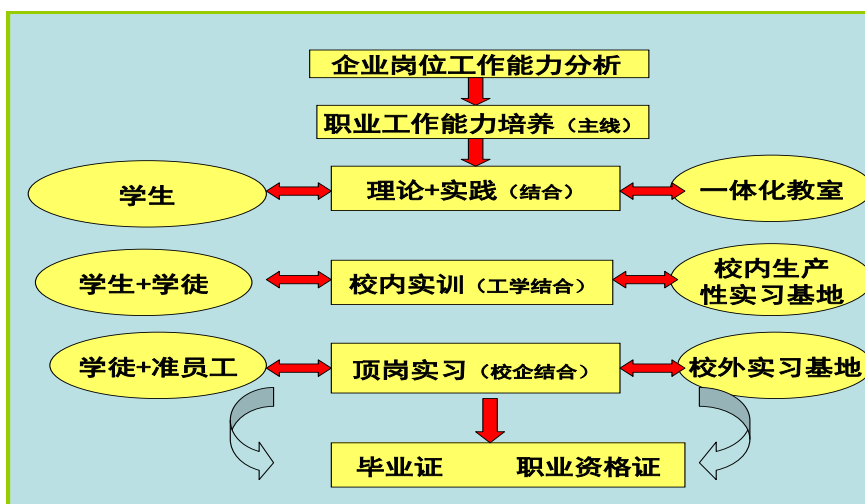 企业岗位工作能力分析
职业工作能力培养（主线）
学生
理论+实践（结合）
一体化教室
学生+学徒
校内实训（工学结合）
校内生产
性实习基地
学徒+准员工
顶岗实习（校企结合）
校外实习基地
毕业证 职业资格证